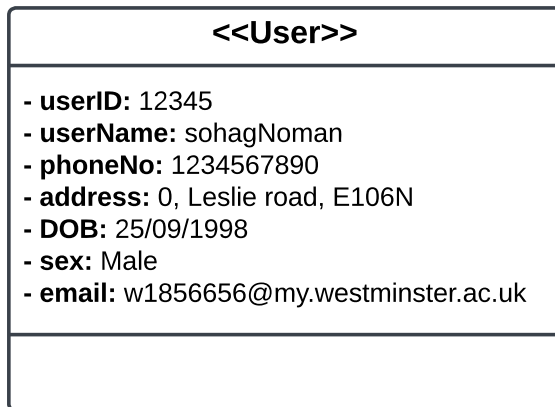 <<User>>
- userID: 12345
- userName: sohagNoman
- phoneNo: 1234567890
- address: 0, Leslie road, E106N
- DOB: 25/09/1998
- sex: Male
- email: w1856656@my.westminster.ac.uk